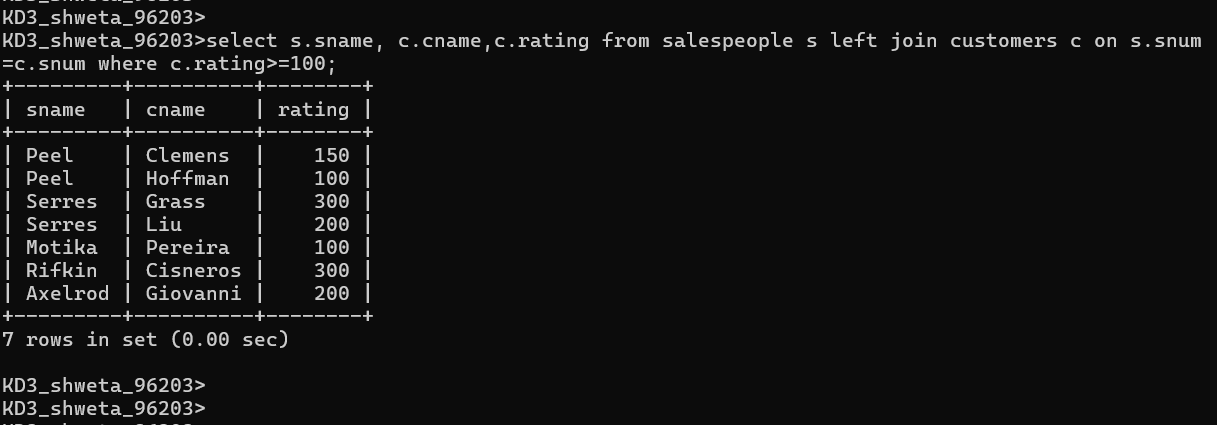 KD3_shweta_96203>
KD3_shweta_96203>select s.sname, c.cname,c.rating from salespeople s left join customers c on s.snum
=c.snum where c.rating>=100;
+---------+----------+--------+
| sname   | cname    | rating |
+---------+----------+--------+
| Peel    | Clemens  |    150 |
| Peel    | Hoffman  |    100 |
| Serres  | Grass    |    300 |
| Serres  | Liu      |    200 |
| Motika  | Pereira  |    100 |
| Rifkin  | Cisneros |    300 |
| Axelrod | Giovanni |    200 |
+---------+----------+--------+
7 rows in set (0.00 sec)

KD3_shweta_96203>
KD3_shweta_96203>